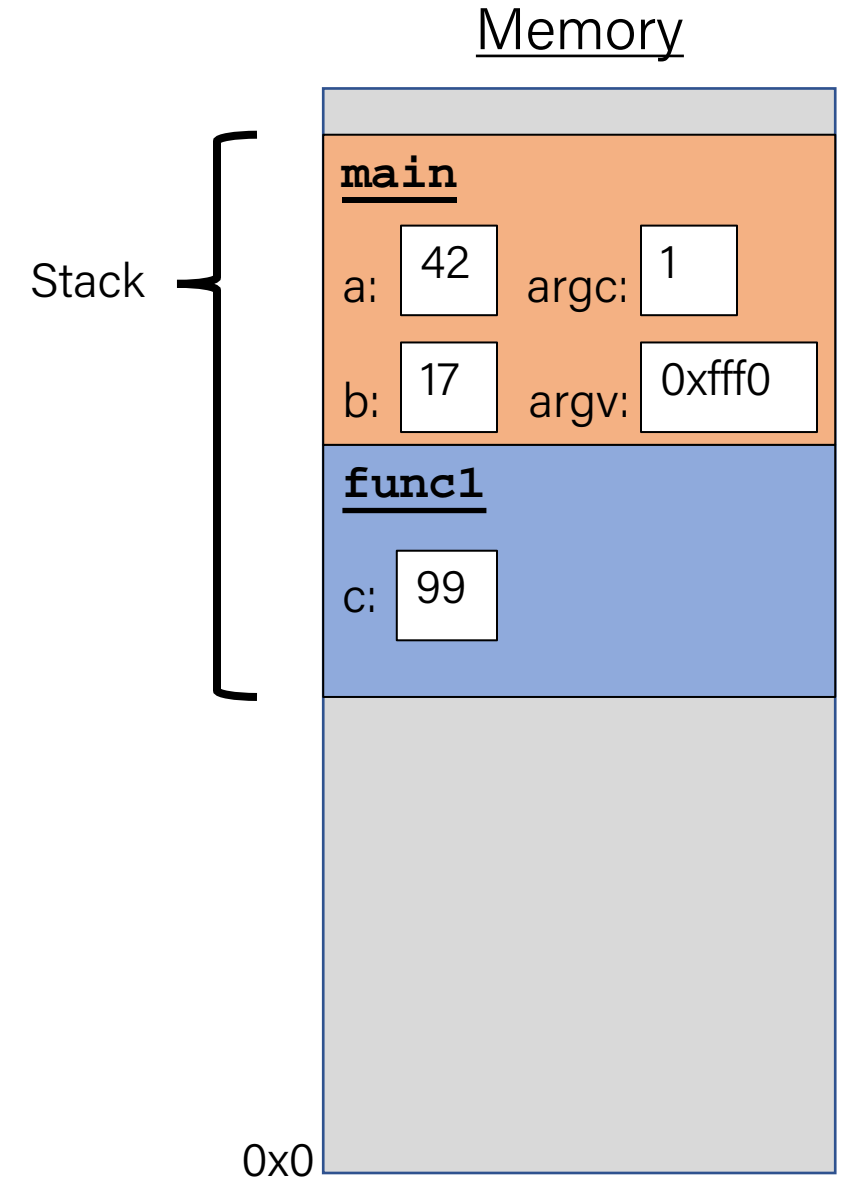 Memory
main
Stack
a: 42 argc: 1
b: 17 argv: 0xfff0
func1
c: 99
0x0